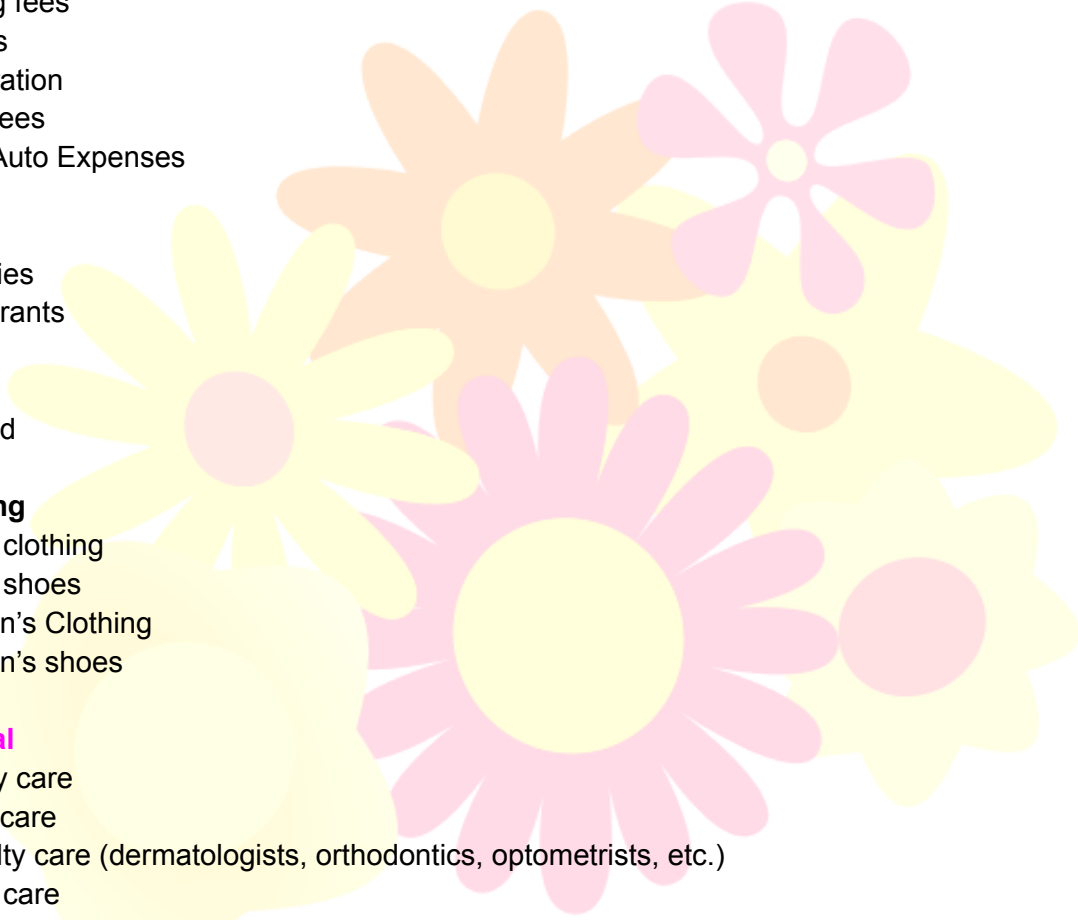 g fees
s
ation
ees
Auto Expenses
ies
rants
d
ng
clothing
shoes
n's Clothing
n's shoes
al
y care
care
lty care (dermatologists, orthodontics, optometrists, etc.)
care